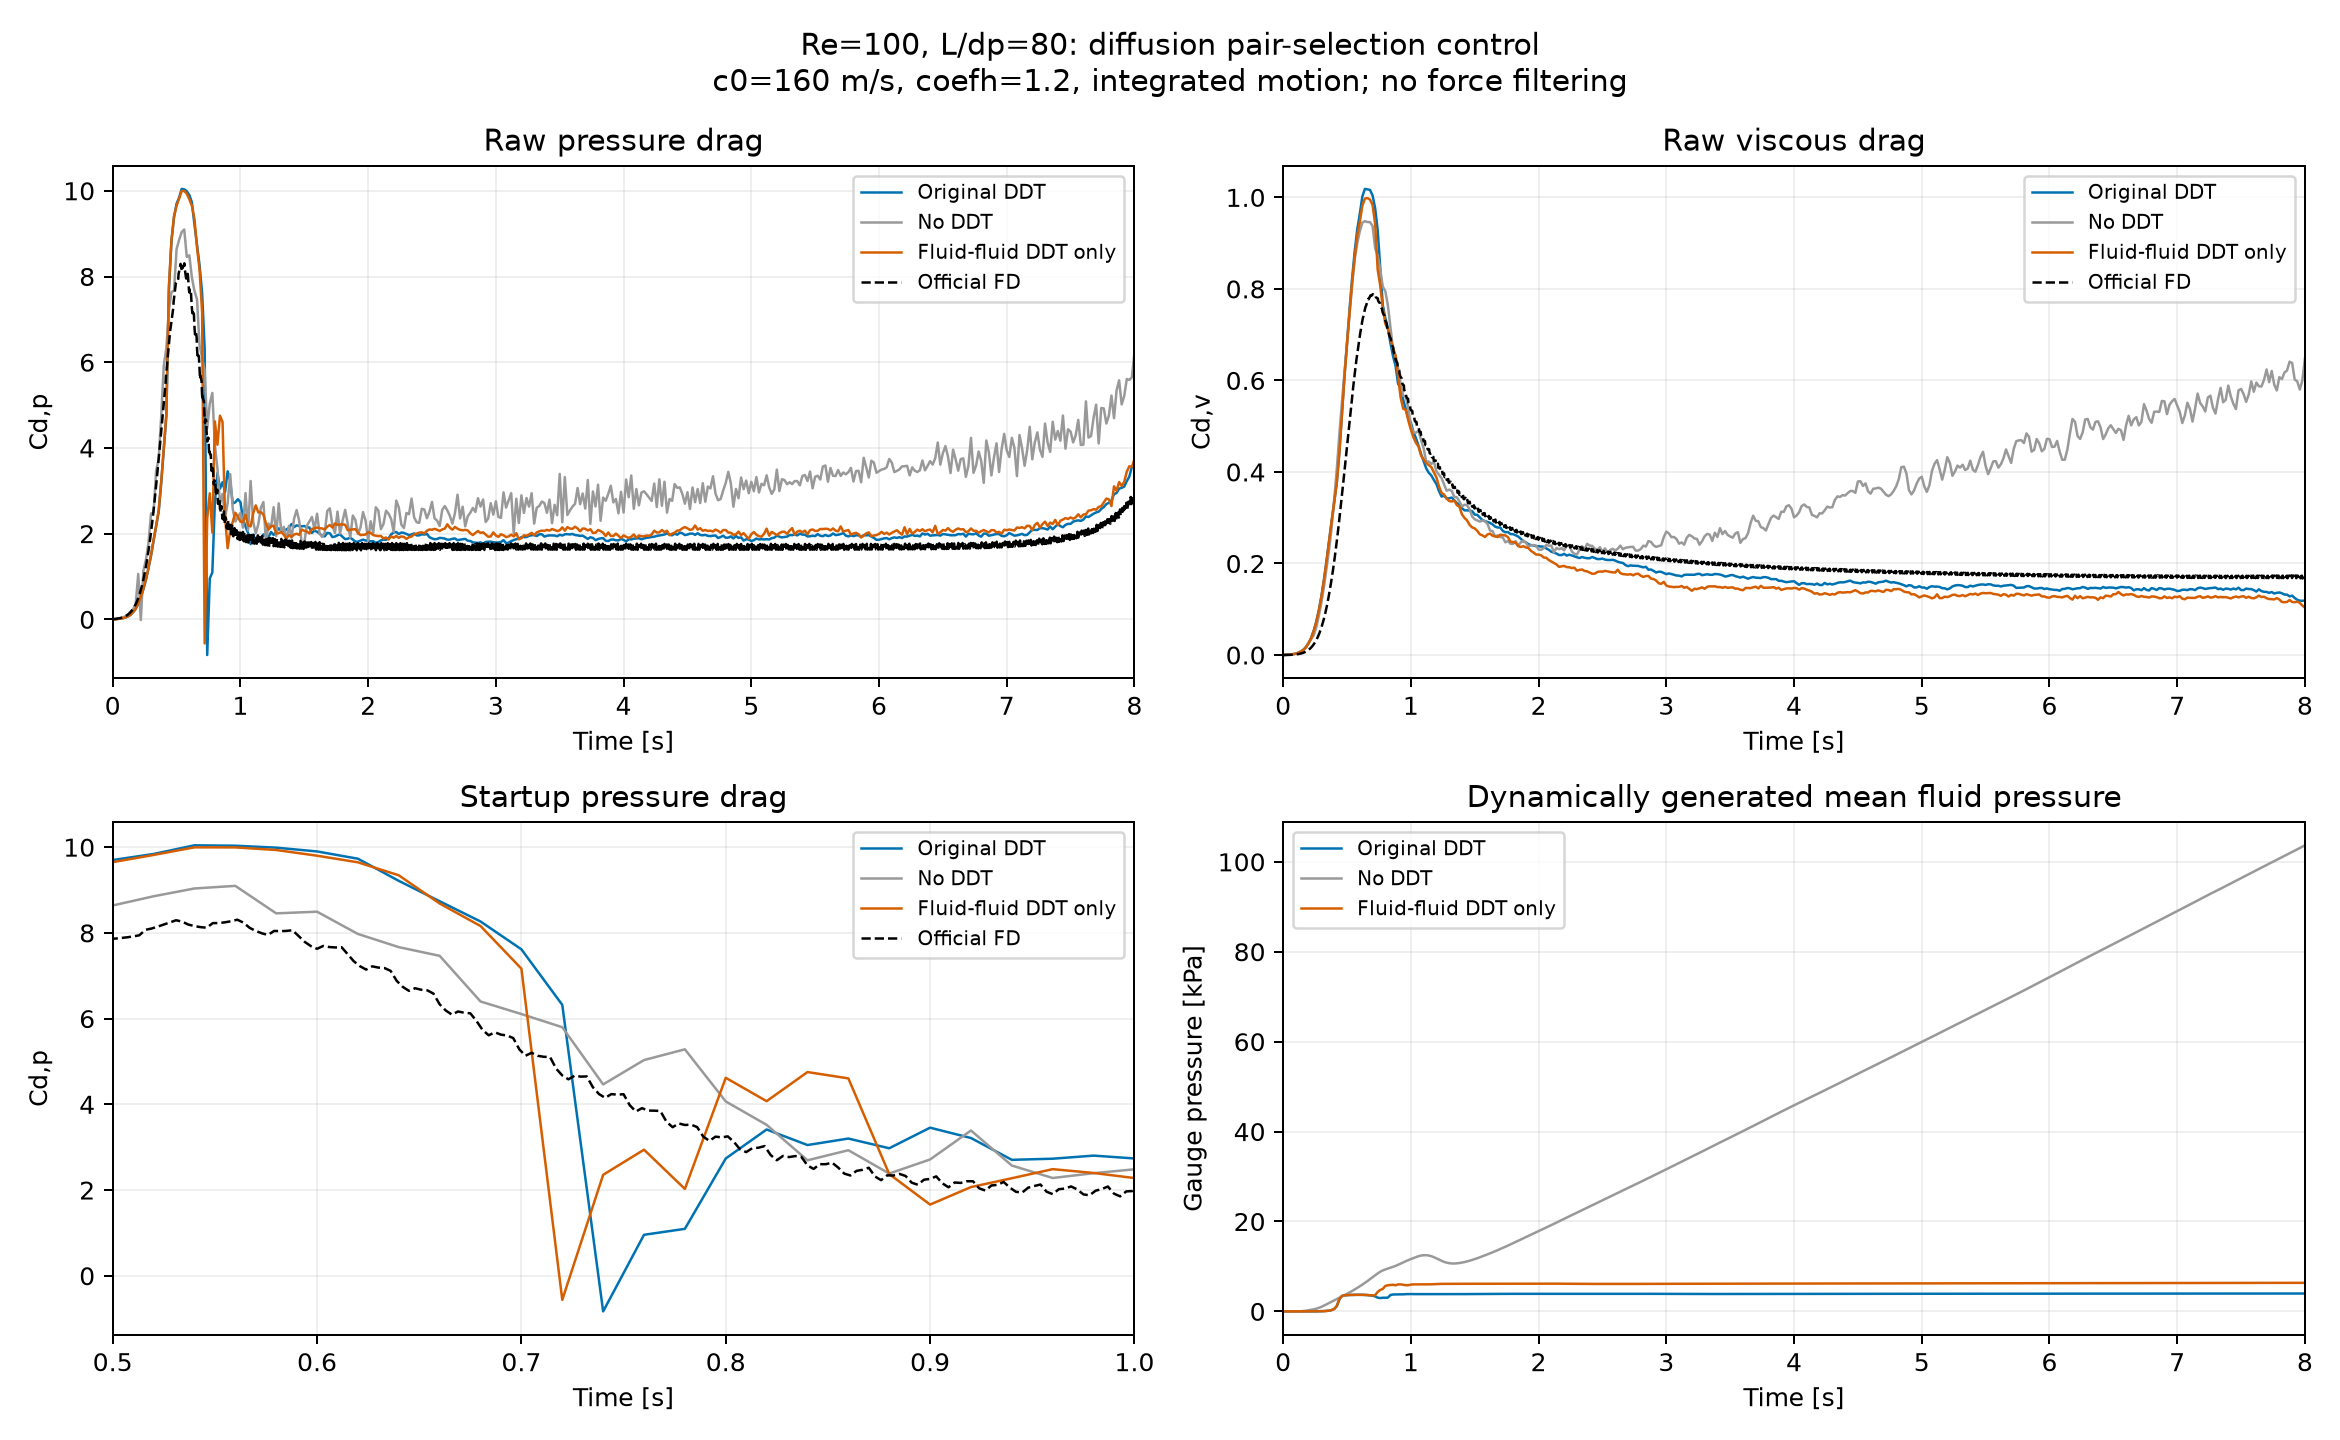 Re=100, L/dp=80: diffusion pair-selection control
c0=160 m/s, coefh=1.2, integrated motion; no force filtering
Raw pressure drag
Cd,p
10
8
6
4
2
0
0 1 2 3 4 5 6 7 8
Time [s]
Original DDT
No DDT
Fluid-fluid DDT only
Official FD
Raw viscous drag
Cd,v
1.0
0.8
0.6
0.4
0.2
0.0
0 1 2 3 4 5 6 7 8
Time [s]
Original DDT
No DDT
Fluid-fluid DDT only
Official FD
Startup pressure drag
Cd,p
10
8
6
4
2
0
0.5 0.6 0.7 0.8 0.9 1.0
Time [s]
Original DDT
No DDT
Fluid-fluid DDT only
Official FD
Dynamically generated mean fluid pressure
Gauge pressure [kPa]
100
80
60
40
20
0
0 1 2 3 4 5 6 7 8
Time [s]
Original DDT
No DDT
Fluid-fluid DDT only